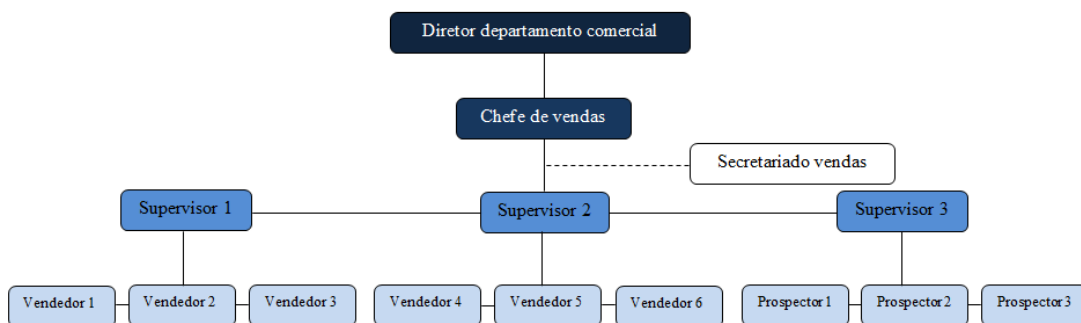 Diretor departamento comercial
Chefe de vendas
Secretariado vendas
Supervisor 1
Supervisor 2
Supervisor 3
Vendedor 1
Vendedor 2
Vendedor 3
Vendedor 4
Vendedor 5
Vendedor 6
Prospector 1
Prospector 2
Prospector 3